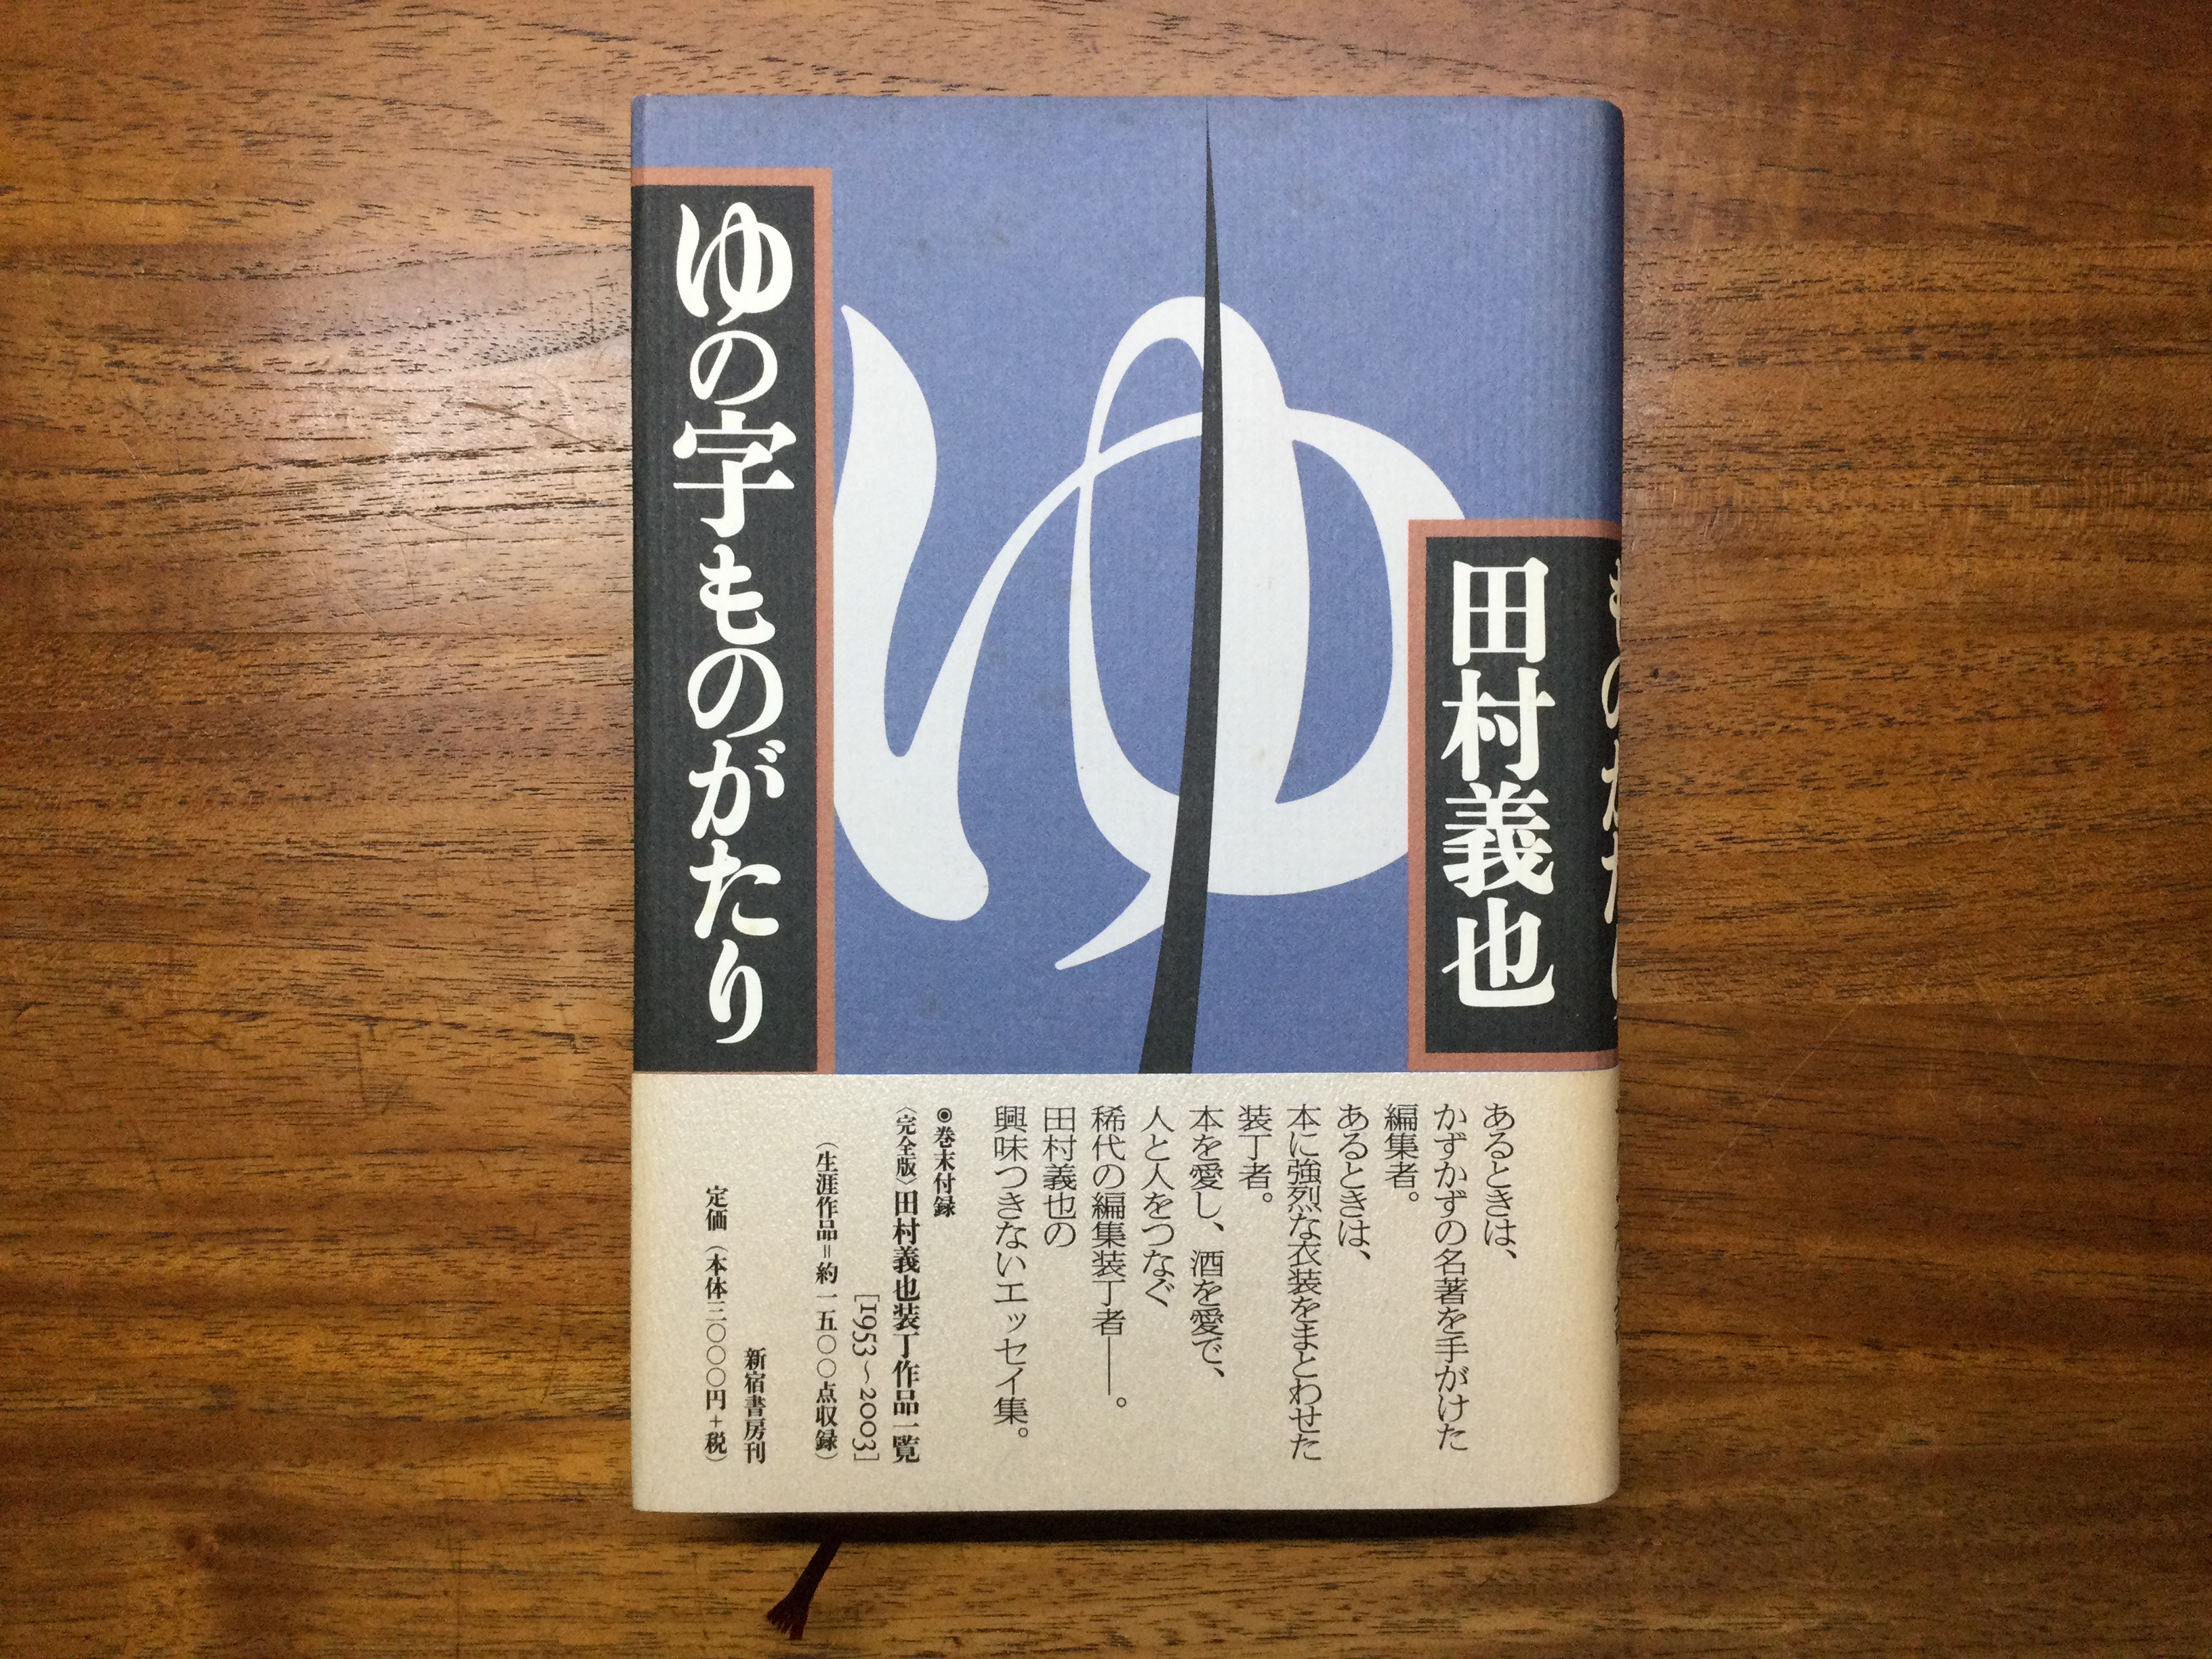 ゆの字ものがたり
ゆ
田村義也
ものがたり
あるときは、
かずかずの名著を手がけた
編集者。
あるときは、
本に強烈な衣装をまとわせた
装丁者。
本を愛し、酒を愛で、
人と人をつなぐ
稀代の編集装丁者――。
田村義也の
興味つきないエッセイ集。
◉巻末付録
〈完全版〉田村義也装丁作品一覧
[1953~2003]
（生涯作品＝約一五〇〇点収録）
新宿書房刊
定価（本体三〇〇〇円＋税）